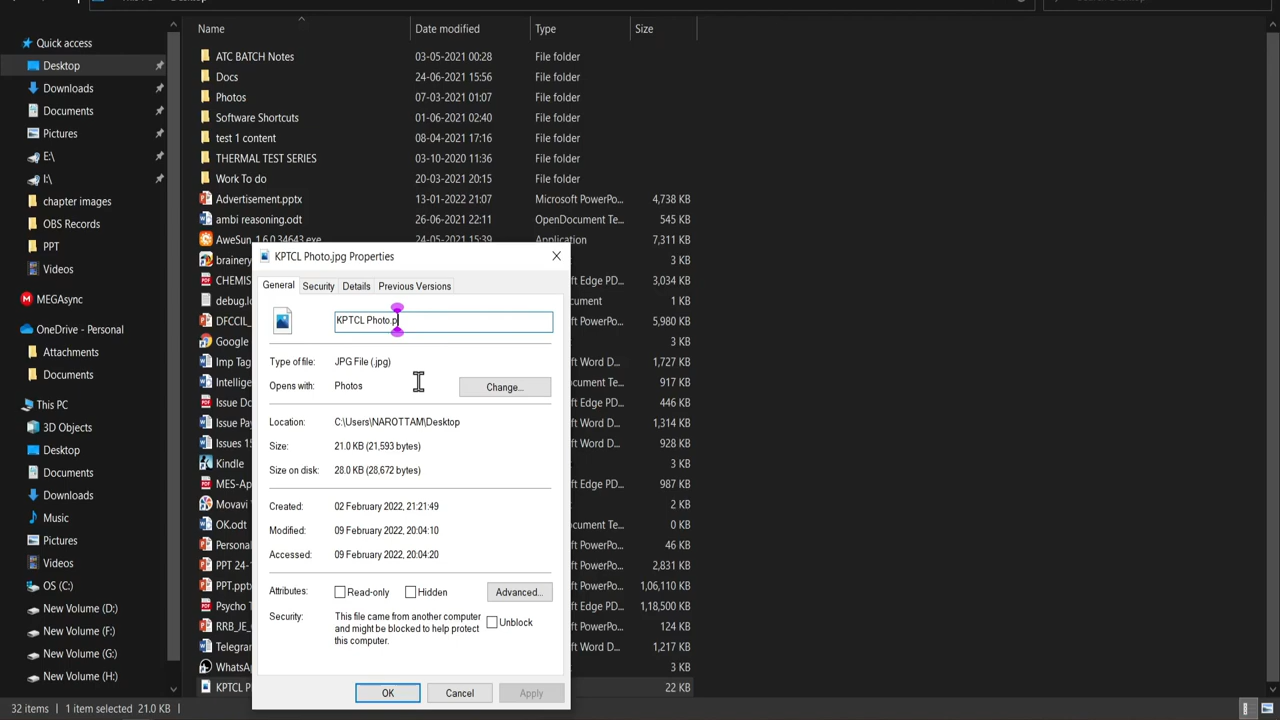 Name Date modified Type Size
Quick access
Desktop
Downloads
Documents
Pictures
E:\
I:\
chapter images
OBS Records
PPT
Videos
MEGAsync
OneDrive - Personal
Attachments
Documents
This PC
3D Objects
Desktop
Documents
Downloads
Music
Pictures
Videos
OS (C:)
New Volume (D:)
New Volume (F:)
New Volume (G:)
New Volume (H:)
ATC BATCH Notes 03-05-2021 00:28 File folder
Docs 24-06-2021 15:56 File folder
Photos 07-03-2021 01:07 File folder
Software Shortcuts 01-06-2021 02:40 File folder
test 1 content 08-04-2021 17:16 File folder
THERMAL TEST SERIES 03-10-2020 11:36 File folder
Work To do 20-03-2021 20:15 File folder
Advertisement.pptx 13-01-2022 21:07 Microsoft PowerPo... 4,738 KB
ambi reasoning.odt 26-06-2021 22:11 OpenDocument Te... 545 KB
AweSun_1.6.0.34643.exe 24-05-2021 15:39 Application 7,311 KB
brainery 3 KB
CHEMIS ft Edge PD... 3,034 KB
debug.lo ocument 1 KB
DFCCIL_ ft PowerPo... 5,980 KB
Google 3 KB
Imp Tag ft Word D... 1,727 KB
Intellige ft Word D... 917 KB
Issue Do ft Edge PD... 446 KB
Issue Pay ft Word D... 1,314 KB
Issues 15 ft Word D... 928 KB
Kindle 3 KB
MES-Ap ft Edge PD... 987 KB
Movavi 2 KB
OK.odt ocument Te... 0 KB
Personal ft PowerPo... 46 KB
PPT 24- ft PowerPo... 2,831 KB
PPT.pptx ft PowerPo... 1,06,110 KB
Psycho T ft PowerPo... 1,18,500 KB
RRB_JE_ ft PowerPo... 124 KB
Telegram ft Word D... 1,217 KB
WhatsA 3 KB
KPTCL P 22 KB
KPTCL Photo.jpg Properties
General Security Details Previous Versions
KPTCL Photo.p
Type of file: JPG File (.jpg)
Opens with: Photos Change...
Location: C:\Users\NAROTTAM\Desktop
Size: 21.0 KB (21,593 bytes)
Size on disk: 28.0 KB (28,672 bytes)
Created: 02 February 2022, 21:21:49
Modified: 09 February 2022, 20:04:10
Accessed: 09 February 2022, 20:04:20
Attributes: Read-only Hidden Advanced...
Security: This file came from another computer
and might be blocked to help protect Unblock
this computer.
OK Cancel Apply
32 items 1 item selected 21.0 KB